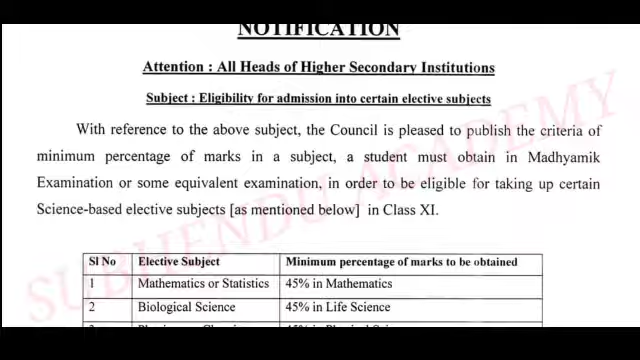 NOTIFICATION
Attention : All Heads of Higher Secondary Institutions
Subject : Eligibility for admission into certain elective subjects
With reference to the above subject, the Council is pleased to publish the criteria of
minimum percentage of marks in a subject, a student must obtain in Madhyamik
Examination or some equivalent examination, in order to be eligible for taking up certain
Science-based elective subjects [as mentioned below] in Class XI.
Sl No Elective Subject Minimum percentage of marks to be obtained
1 Mathematics or Statistics 45% in Mathematics
2 Biological Science 45% in Life Science
SUBHENDU ACADEMY